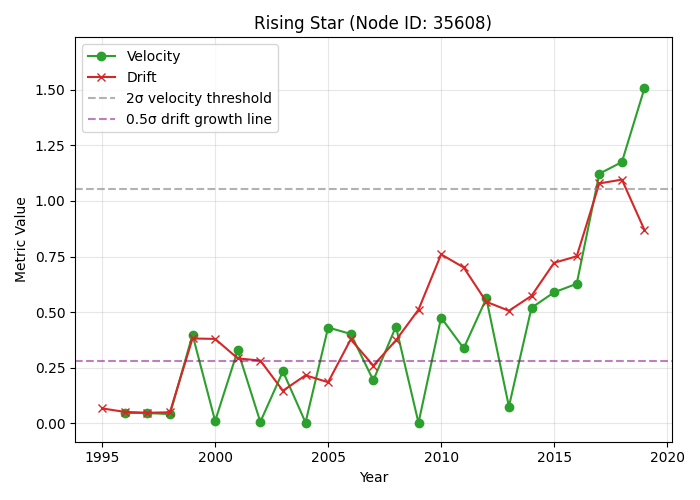 Rising Star (Node ID: 35608)
Velocity
Drift
2σ velocity threshold
0.5σ drift growth line
Metric Value
1.50
1.25
1.00
0.75
0.50
0.25
0.00
1995 2000 2005 2010 2015 2020
Year